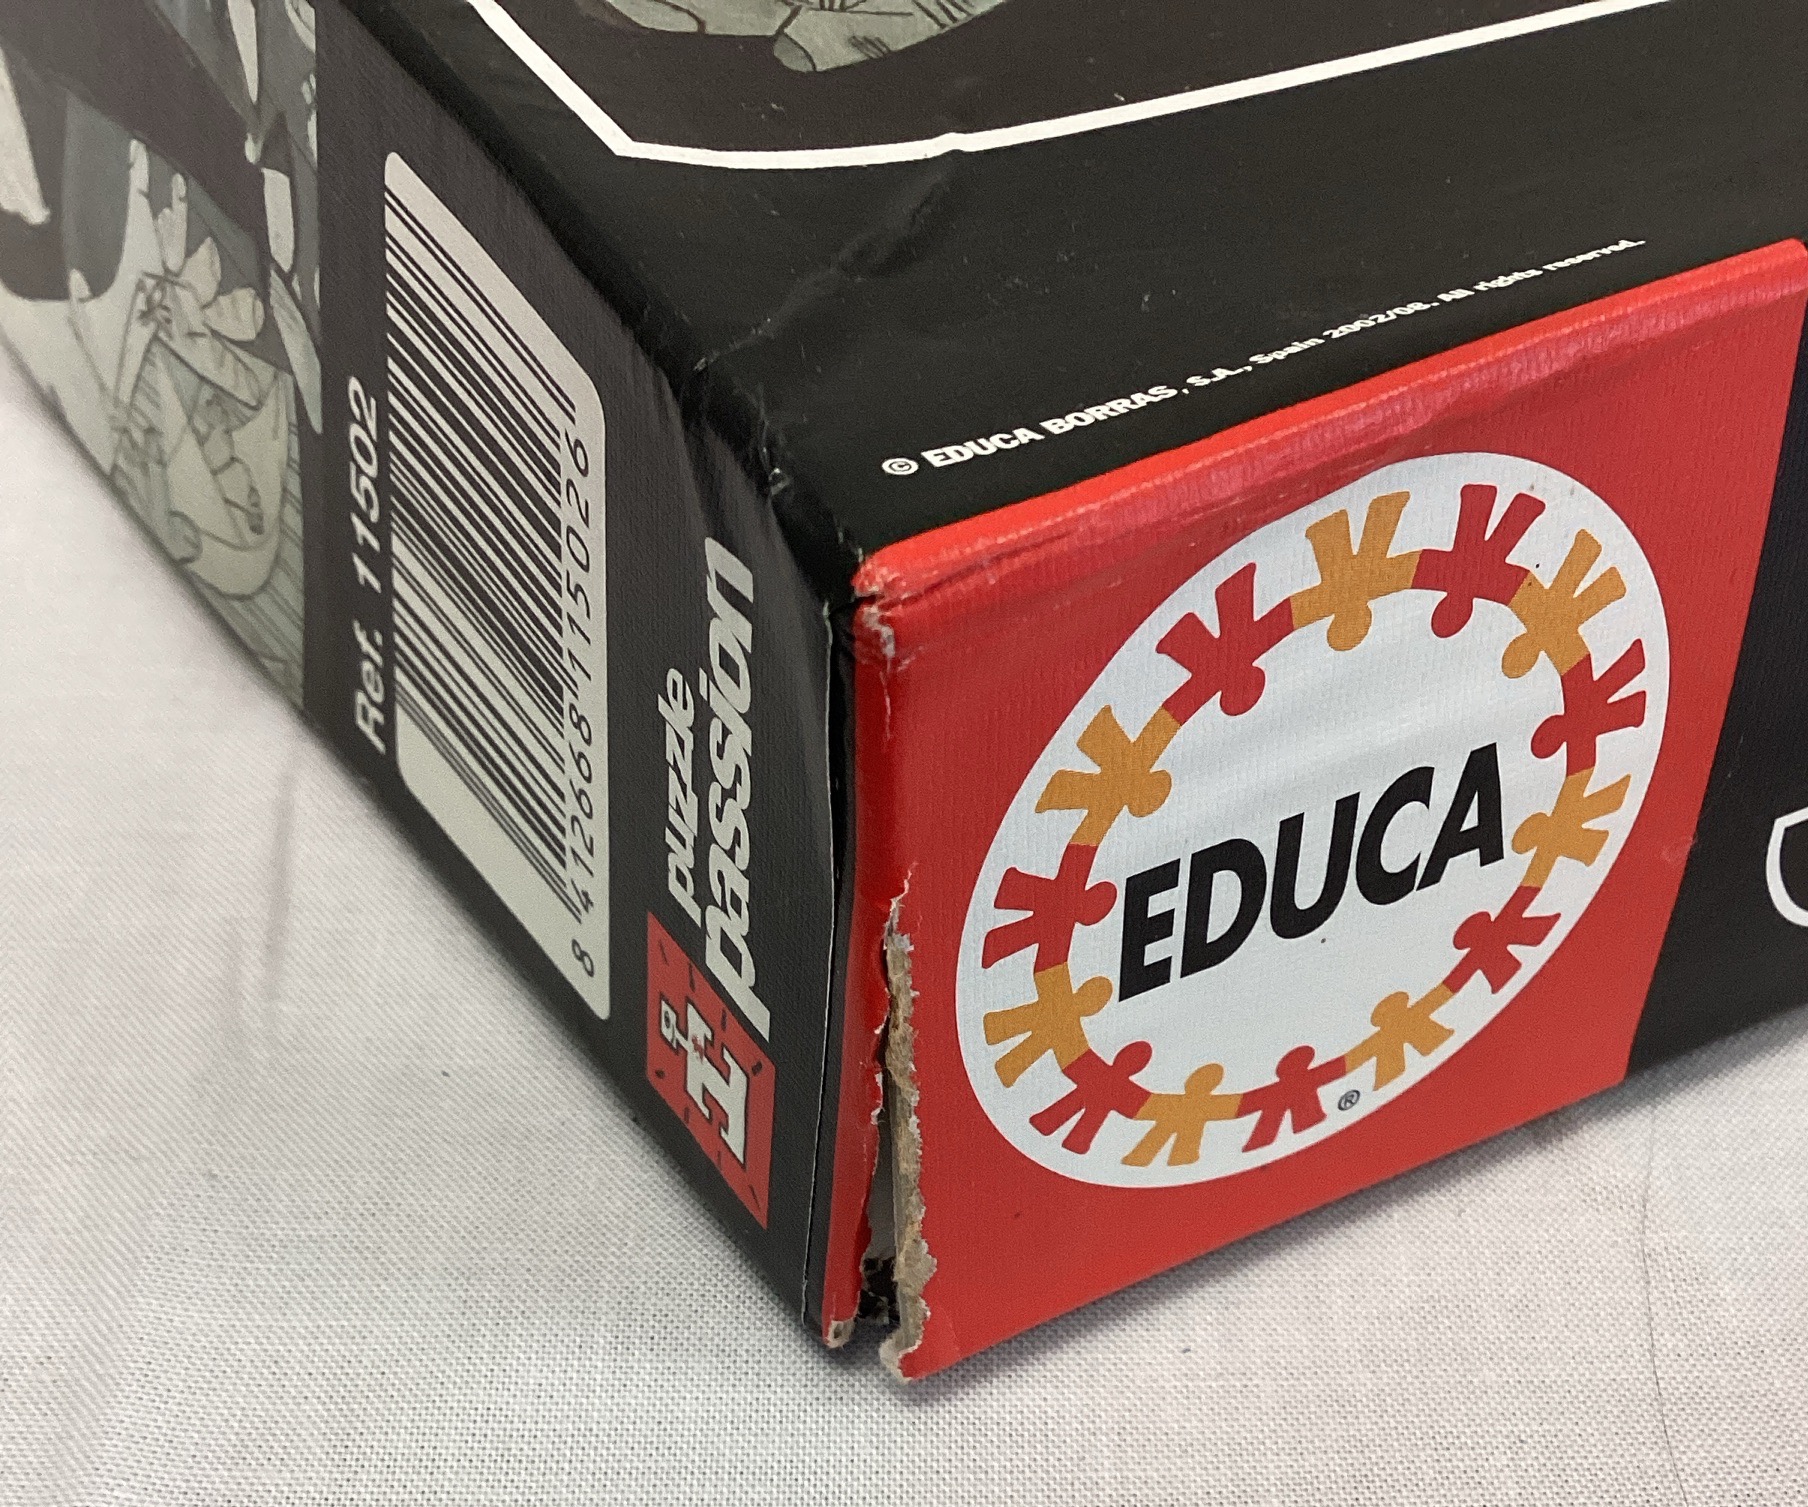 © EDUCA BORRAS, S.A., Spain 2002/08. All rights reserved.
Ref. 11502
8 412668 115026
puzzle
passion
EDUCA
®